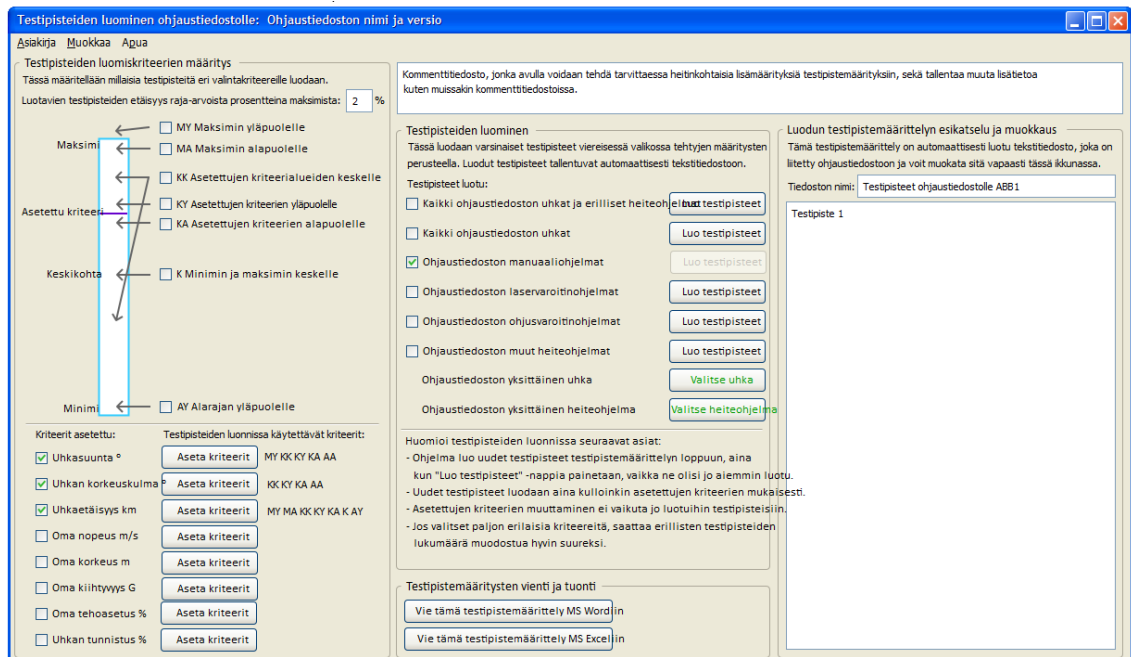 Testipisteiden luominen ohjaustiedostolle: Ohjaustiedoston nimi ja versio
Asiakirja Muokkaa Apua
Testipisteiden luomiskriteerien määritys
Tässä määritellään millaisia testipisteitä eri valintakriteereille luodaan.
Luotavien testipisteiden etäisyys raja-arvoista prosentteina maksimista: 2 %
MY Maksimin yläpuolelle
Maksimi
MA Maksimin alapuolelle
KK Asetettujen kriteerialueiden keskelle
KY Asetettujen kriteerien yläpuolelle
Asetettu kriteeri
KA Asetettujen kriteerien alapuolelle
Keskikohta
K Minimin ja maksimin keskelle
Minimi
AY Alarajan yläpuolelle
Kriteerit asetettu:
Testipisteiden luonnissa käytettävät kriteerit:
Uhkasuunta º Aseta kriteerit MY KK KY KA AA
Uhkan korkeuskulma º Aseta kriteerit KK KY KA AA
Uhkaetäisyys km Aseta kriteerit MY MA KK KY KA K AY
Oma nopeus m/s Aseta kriteerit
Oma korkeus m Aseta kriteerit
Oma kiihtyvyys G Aseta kriteerit
Oma tehoasetus % Aseta kriteerit
Uhkan tunnistus % Aseta kriteerit
Kommenttitiedosto, jonka avulla voidaan tehdä tarvittaessa heitinkohtaisia lisämäärityksiä testipistemäärityksiin, sekä tallentaa muuta lisätietoa
kuten muissakin kommenttitiedostoissa.
Testipisteiden luominen
Tässä luodaan varsinaiset testipisteet viereisessä valikossa tehtyjen määritysten
perusteella. Luodut testipisteet tallentuvat automaattisesti tekstitiedostoon.
Testipisteet luotu:
Kaikki ohjaustiedoston uhkat ja erilliset heiteohjelmat Luo testipisteet
Kaikki ohjaustiedoston uhkat Luo testipisteet
Ohjaustiedoston manuaaliohjelmat Luo testipisteet
Ohjaustiedoston laservaroitinohjelmat Luo testipisteet
Ohjaustiedoston ohjusvaroitinohjelmat Luo testipisteet
Ohjaustiedoston muut heiteohjelmat Luo testipisteet
Ohjaustiedoston yksittäinen uhka Valitse uhka
Ohjaustiedoston yksittäinen heiteohjelma Valitse heiteohjelma
Huomioi testipisteiden luonnissa seuraavat asiat:
- Ohjelma luo uudet testipisteet testipistemäärittelyn loppuun, aina
kun "Luo testipisteet" -nappia painetaan, vaikka ne olisi jo aiemmin luotu.
- Uudet testipisteet luodaan aina kulloinkin asetettujen kriteerien mukaisesti.
- Asetettujen kriteerien muuttaminen ei vaikuta jo luotuihin testipisteisiin.
- Jos valitset paljon erilaisia kriteereitä, saattaa erillisten testipisteiden
lukumäärä muodostua hyvin suureksi.
Testipistemääritysten vienti ja tuonti
Vie tämä testipistemäärittely MS Wordiin
Vie tämä testipistemäärittely MS Exceliin
Luodun testipistemäärittelyn esikatselu ja muokkaus
Tämä testipistemäärittely on automaattisesti luotu tekstitiedosto, joka on
liitetty ohjaustiedostoon ja voit muokata sitä vapaasti tässä ikkunassa.
Tiedoston nimi: Testipisteet ohjaustiedostolle ABB1
Testipiste 1